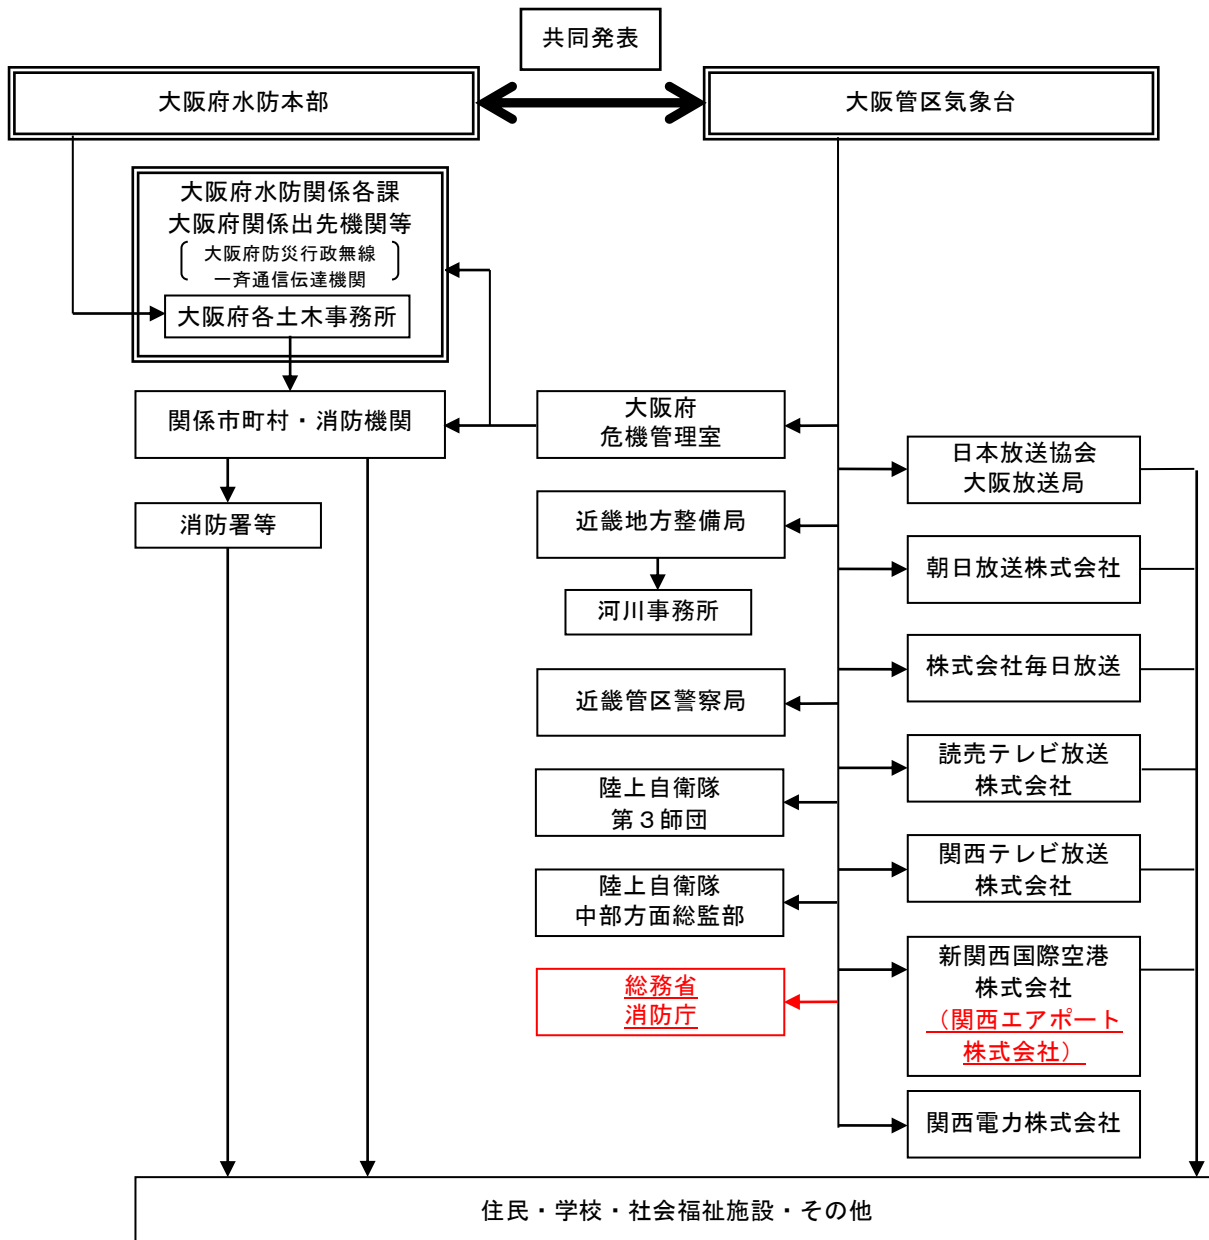 共同発表
大阪府水防本部
大阪管区気象台
大阪府水防関係各課
大阪府関係出先機関等
大阪府防災行政無線
一斉通信伝達機関
大阪府各土木事務所
関係市町村・消防機関
消防署等
大阪府
危機管理室
近畿地方整備局
河川事務所
近畿管区警察局
陸上自衛隊
第３師団
陸上自衛隊
中部方面総監部
総務省
消防庁
日本放送協会
大阪放送局
朝日放送株式会社
株式会社毎日放送
読売テレビ放送
株式会社
関西テレビ放送
株式会社
新関西国際空港
株式会社
（関西エアポート
株式会社）
関西電力株式会社
住民・学校・社会福祉施設・その他